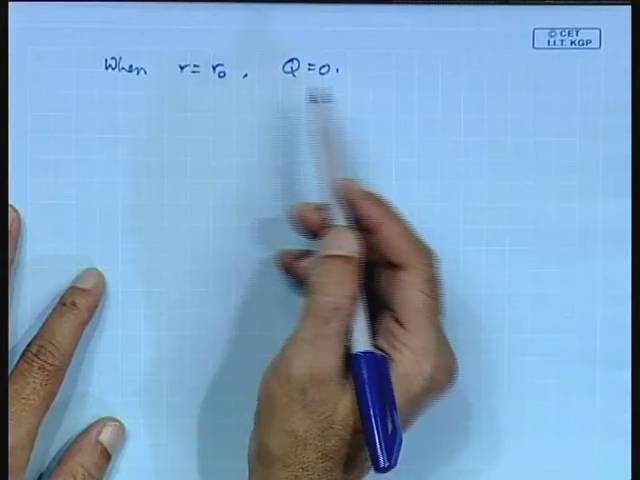 © CET
I.I.T. KGP
When r = r₀ , Q = 0.